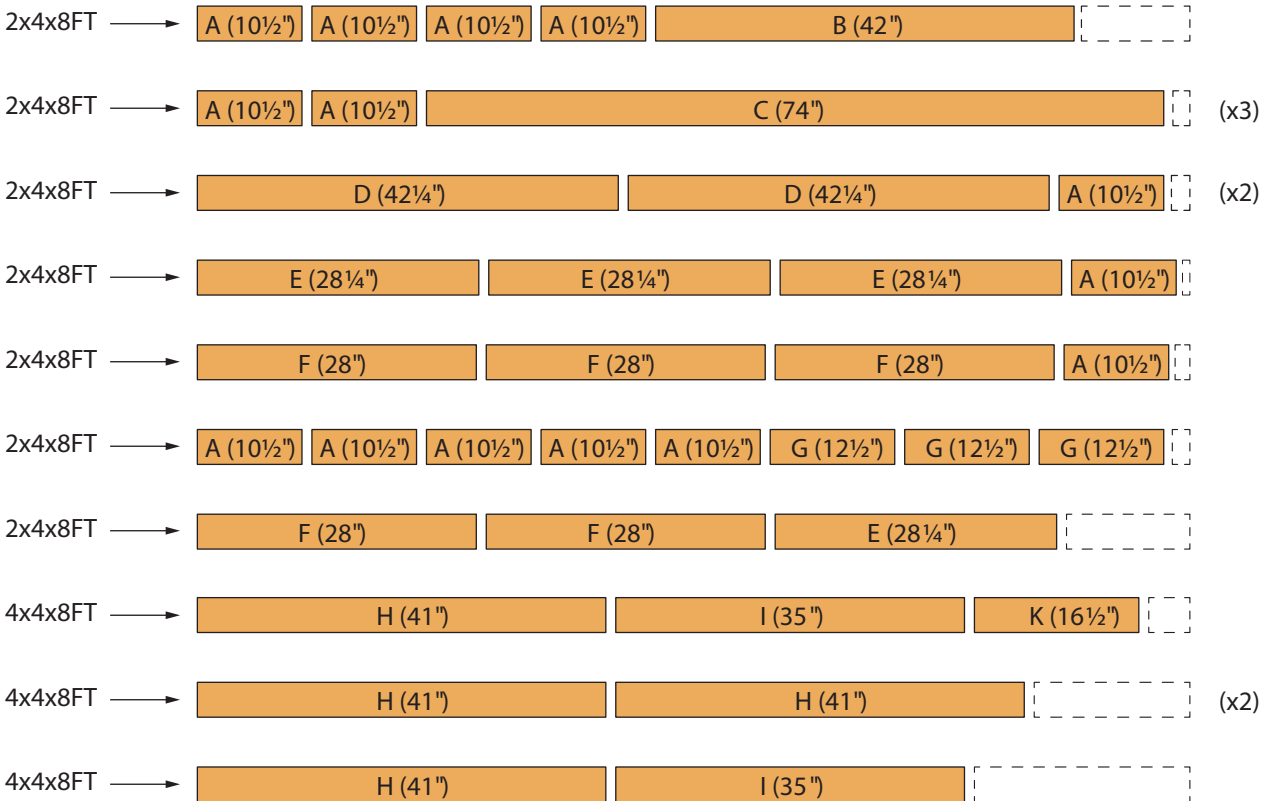 2x4x8FT A (10½") A (10½") A (10½") A (10½") B (42")
2x4x8FT A (10½") A (10½") C (74") (x3)
2x4x8FT D (42¼") D (42¼") A (10½") (x2)
2x4x8FT E (28¼") E (28¼") E (28¼") A (10½")
2x4x8FT F (28") F (28") F (28") A (10½")
2x4x8FT A (10½") A (10½") A (10½") A (10½") A (10½") G (12½") G (12½") G (12½")
2x4x8FT F (28") F (28") E (28¼")
4x4x8FT H (41") I (35") K (16½")
4x4x8FT H (41") H (41") (x2)
4x4x8FT H (41") I (35")